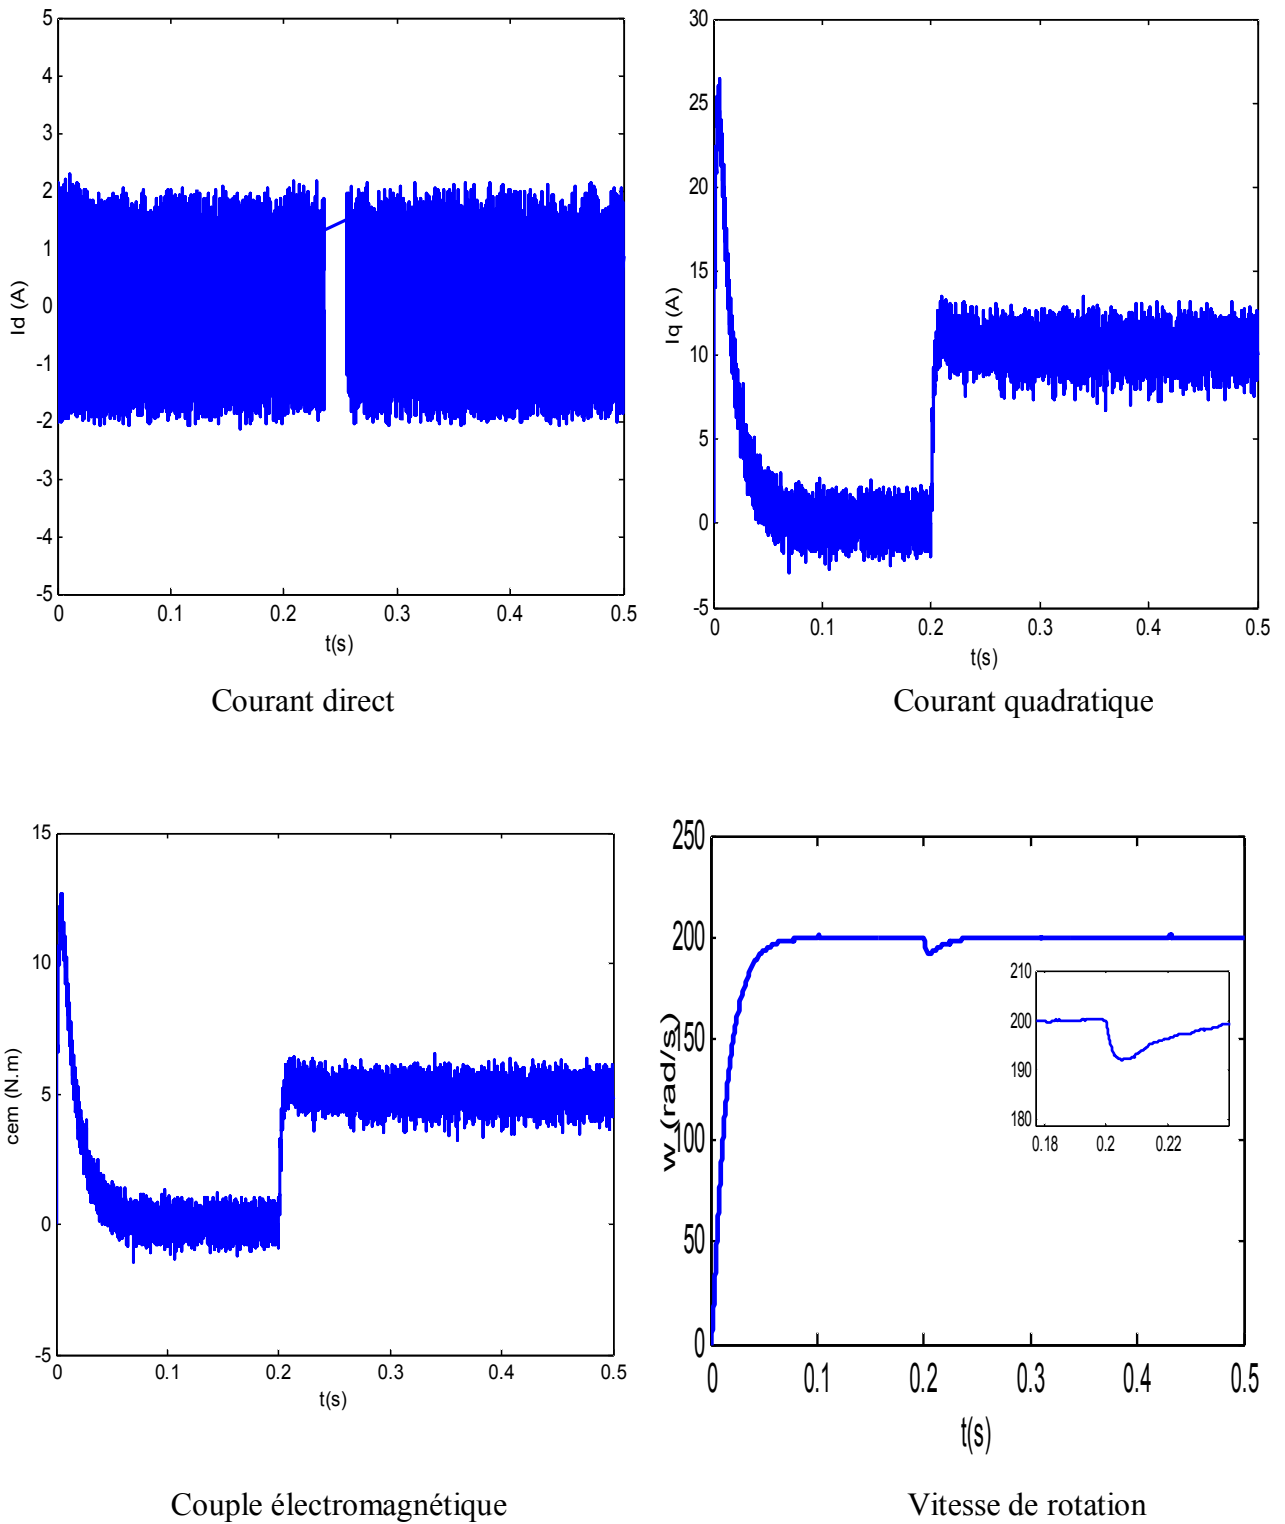 5
4
3
2
1
0
-1
-2
-3
-4
-5
Id (A)
0 0.1 0.2 0.3 0.4 0.5
t(s)
Courant direct
30
25
20
15
10
5
0
-5
Iq (A)
0 0.1 0.2 0.3 0.4 0.5
t(s)
Courant quadratique
15
10
5
0
-5
cem (N.m)
0 0.1 0.2 0.3 0.4 0.5
t(s)
Couple électromagnétique
250
200
150
100
50
0
w (rad/s)
0 0.1 0.2 0.3 0.4 0.5
t(s)
210
200
190
180
0.18 0.2 0.22
Vitesse de rotation